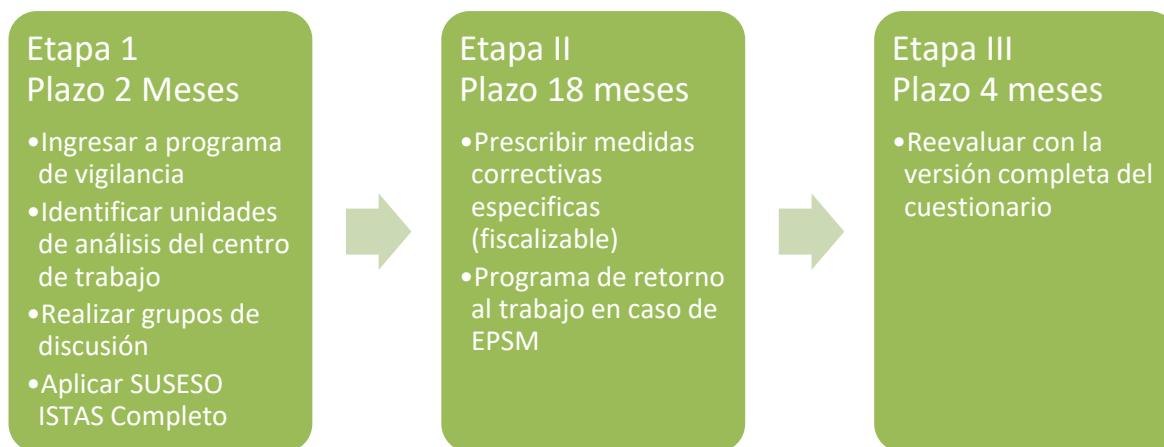 Etapa 1
Plazo 2 Meses
•Ingresar a programa
de vigilancia
•Identificar unidades
de análisis del centro
de trabajo
•Realizar grupos de
discusión
•Aplicar SUSESO
ISTAS Completo
Etapa II
Plazo 18 meses
•Prescribir medidas
correctivas
especificas
(fiscalizable)
•Programa de retorno
al trabajo en caso de
EPSM
Etapa III
Plazo 4 meses
•Reevaluar con la
versión completa del
cuestionario